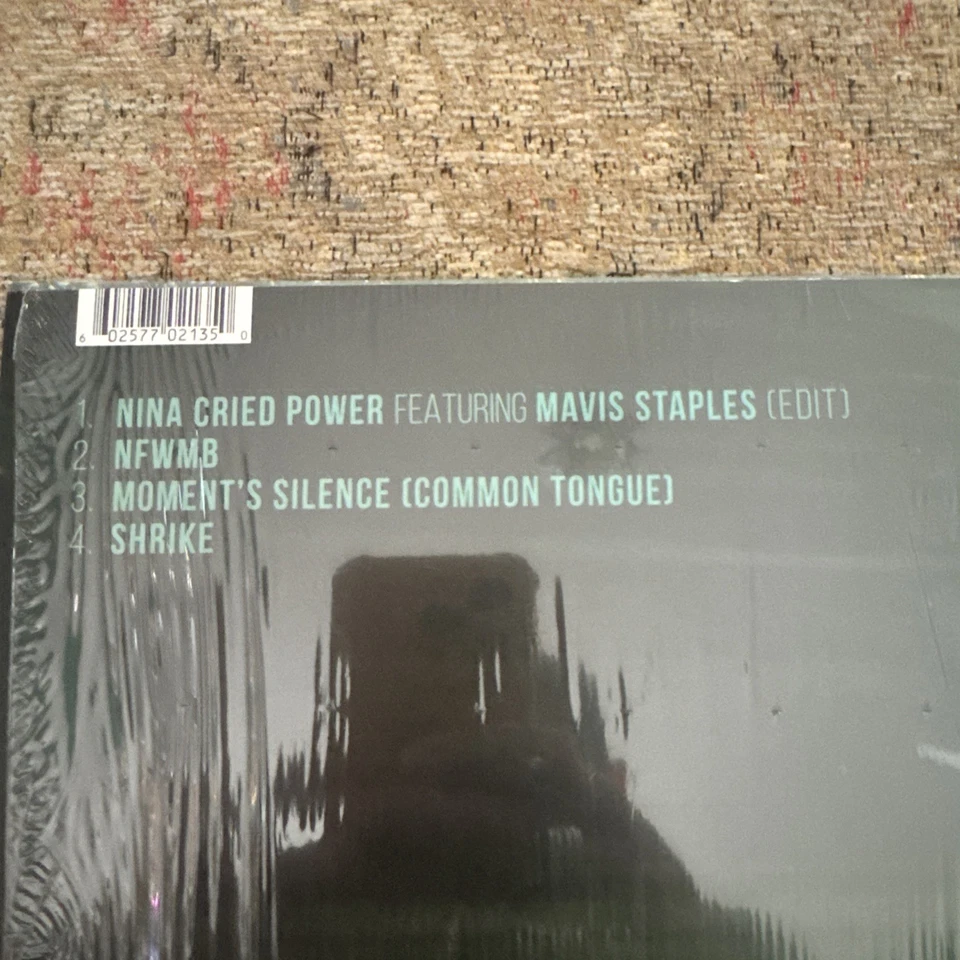 6 02577 02135 0
1. NINA CRIED POWER FEATURING MAVIS STAPLES (EDIT)
2. NFWMB
3. MOMENT'S SILENCE (COMMON TONGUE)
4. SHRIKE